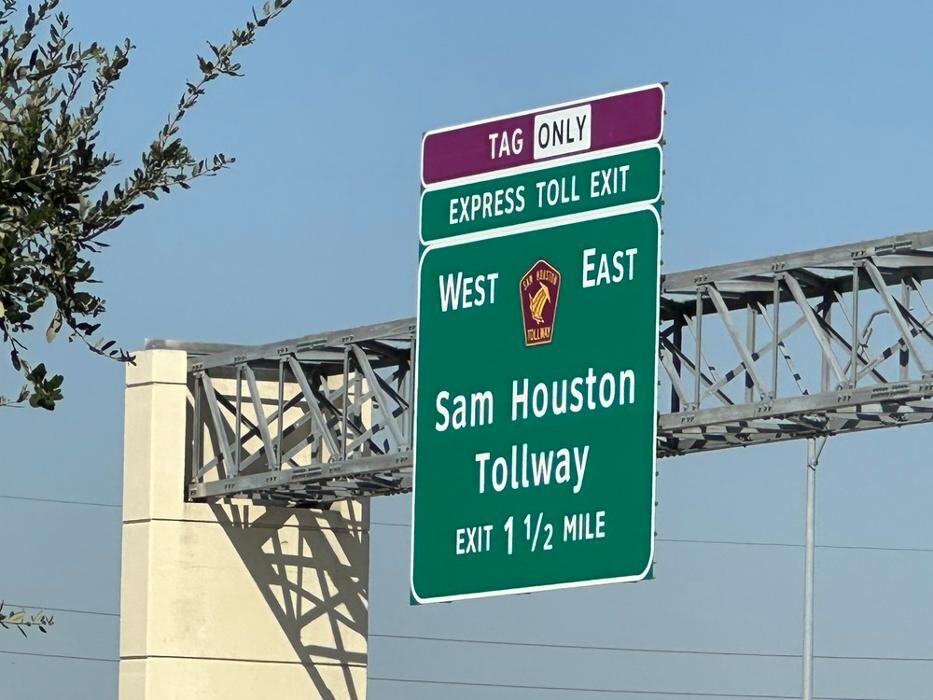 TAG ONLY
EXPRESS TOLL EXIT
WEST EAST
SAM HOUSTON
TOLLWAY
Sam Houston
Tollway
EXIT 1 1/2 MILE